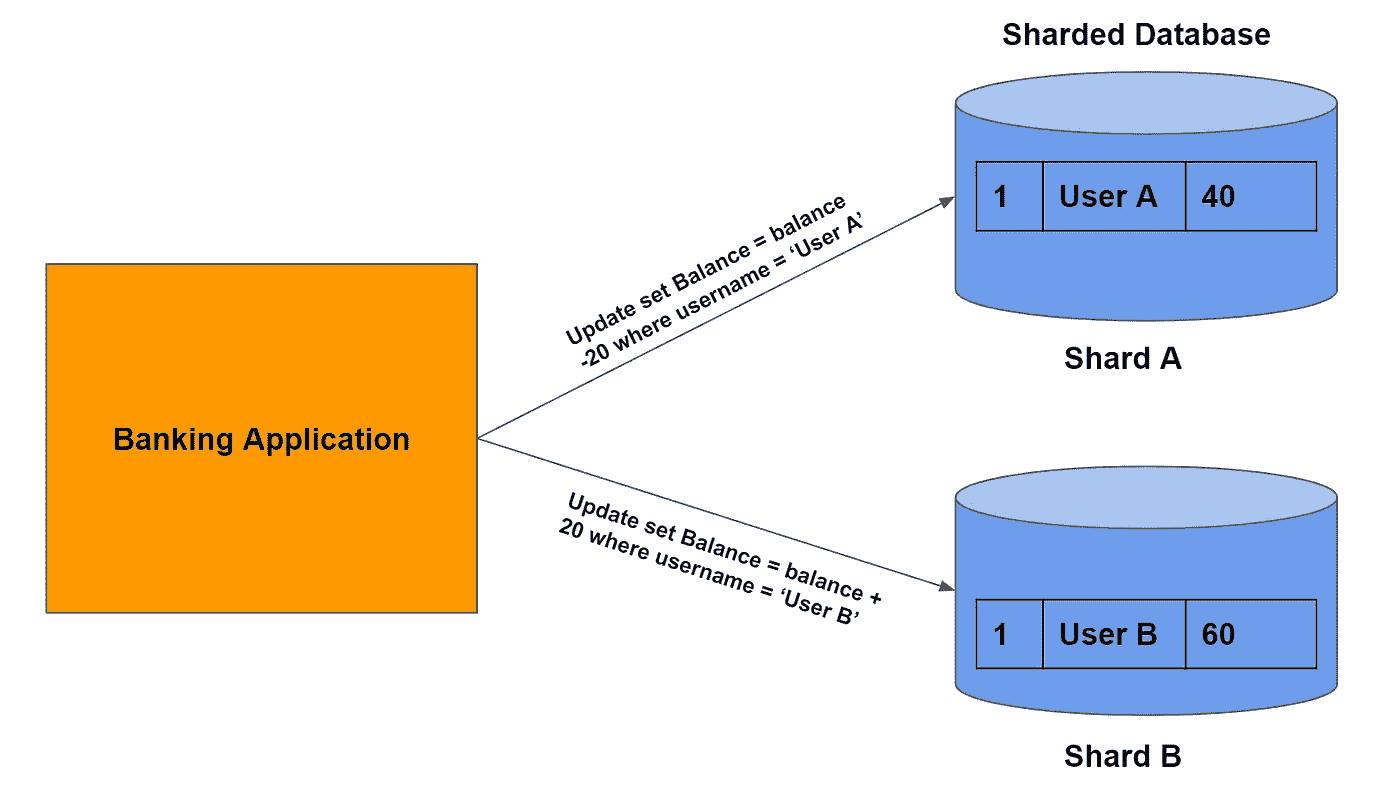 Sharded Database
1 User A 40
Shard A
Update set Balance = balance
-20 where username = ‘User A’
Banking Application
Update set Balance = balance +
20 where username = ‘User B’
1 User B 60
Shard B